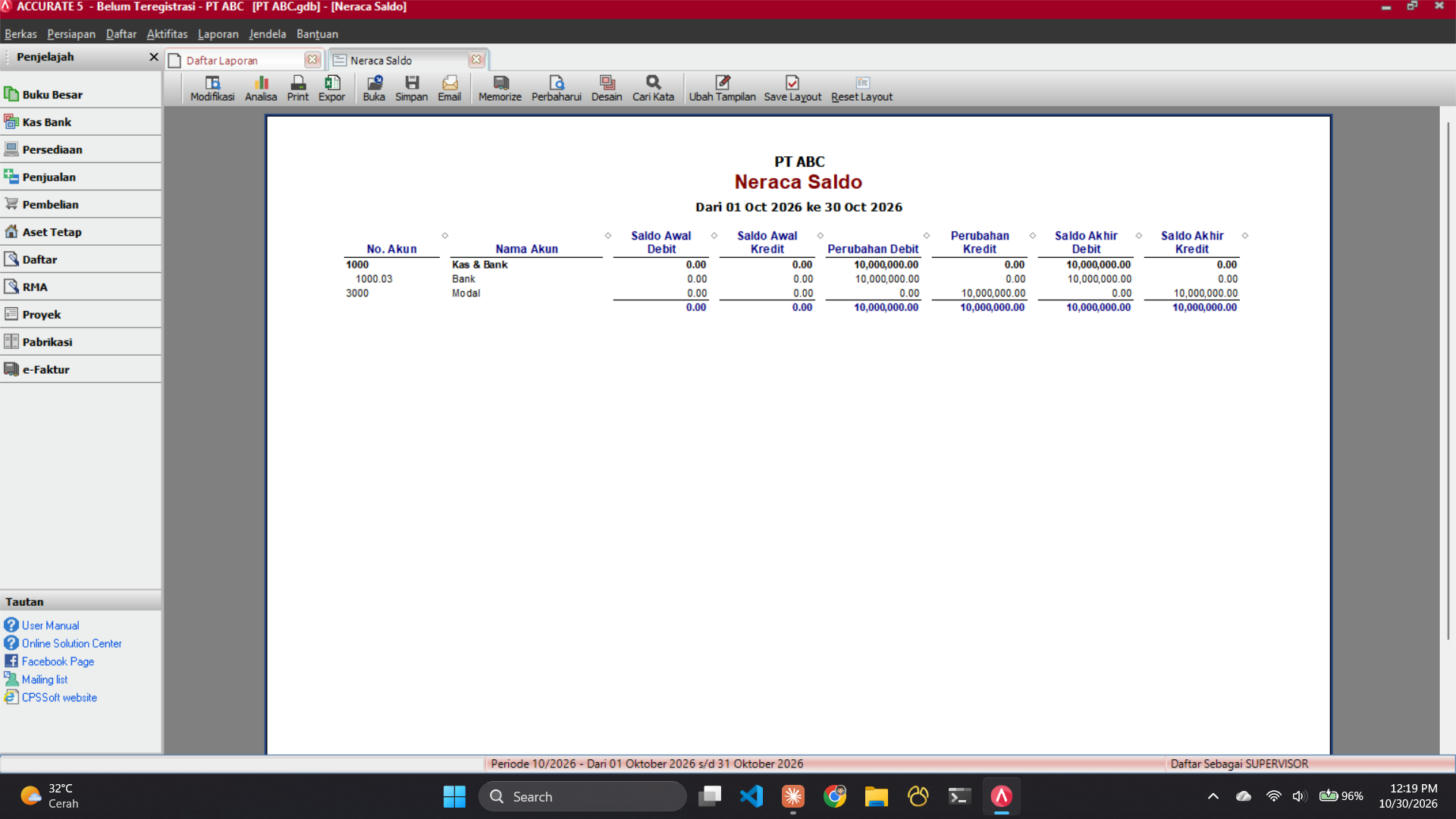 ACCURATE 5 - Belum Teregistrasi - PT ABC [PT ABC.gdb] - [Neraca Saldo]
Berkas Persiapan Daftar Aktifitas Laporan Jendela Bantuan
Penjelajah
Daftar Laporan
Neraca Saldo
Modifikasi Analisa Print Expor Buka Simpan Email Memorize Perbaharui Desain Cari Kata Ubah Tampilan Save Layout Reset Layout
Buku Besar
Kas Bank
Persediaan
Penjualan
Pembelian
Aset Tetap
Daftar
RMA
Proyek
Pabrikasi
e-Faktur
PT ABC
Neraca Saldo
Dari 01 Oct 2026 ke 30 Oct 2026
No. Akun Nama Akun Saldo Awal Debit Saldo Awal Kredit Perubahan Debit Perubahan Kredit Saldo Akhir Debit Saldo Akhir Kredit
1000 Kas & Bank 0.00 0.00 10,000,000.00 0.00 10,000,000.00 0.00
1000.03 Bank 0.00 0.00 10,000,000.00 0.00 10,000,000.00 0.00
3000 Modal 0.00 0.00 0.00 10,000,000.00 0.00 10,000,000.00
0.00 0.00 10,000,000.00 10,000,000.00 10,000,000.00 10,000,000.00
Tautan
User Manual
Online Solution Center
Facebook Page
Mailing list
CPSSoft website
Periode 10/2026 - Dari 01 Oktober 2026 s/d 31 Oktober 2026
Daftar Sebagai SUPERVISOR
32°C
Cerah
Search
96%
12:19 PM
10/30/2026